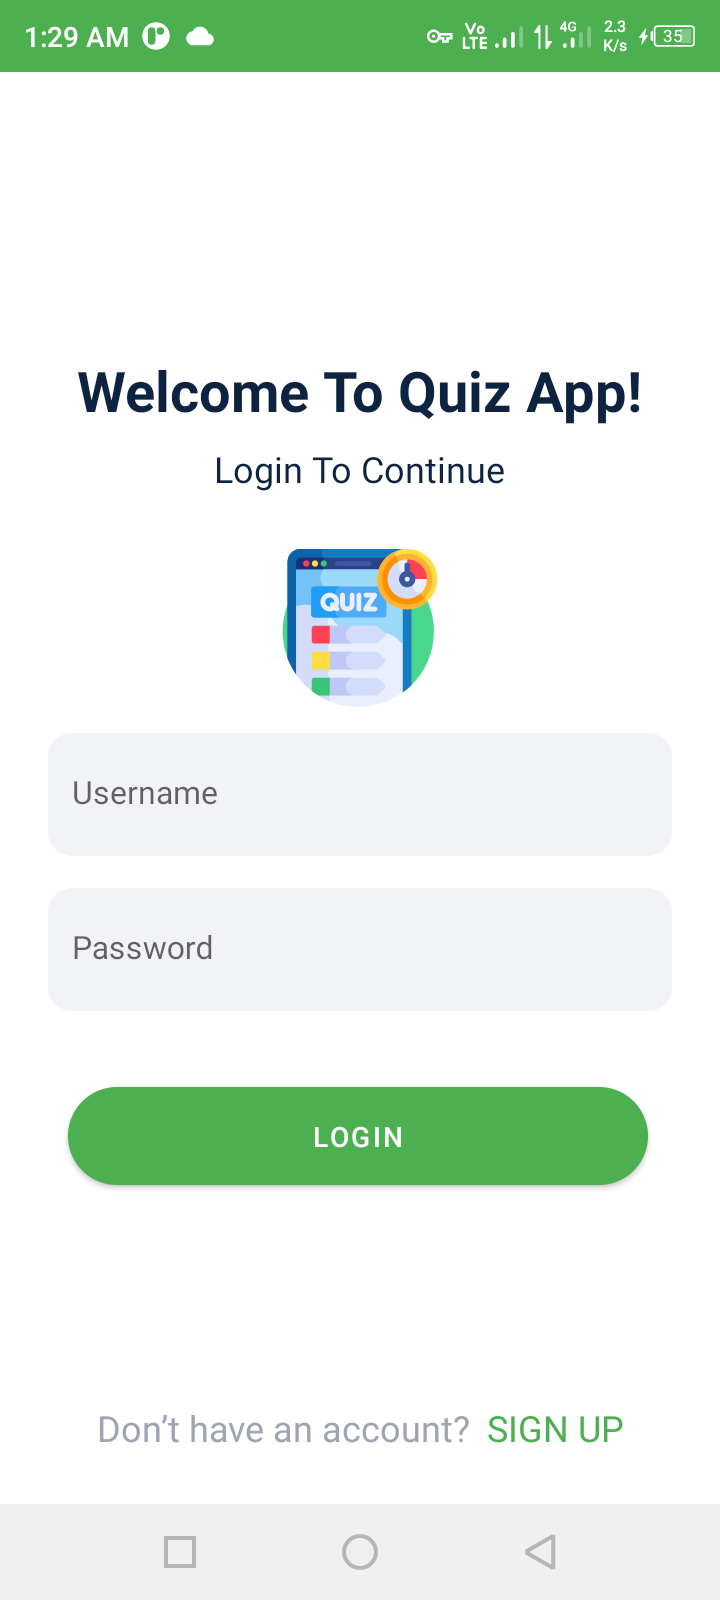 1:29 AM
Vo LTE 4G 2.3 K/s 35
Welcome To Quiz App!
Login To Continue
QUIZ
Username
Password
LOGIN
Don’t have an account? SIGN UP